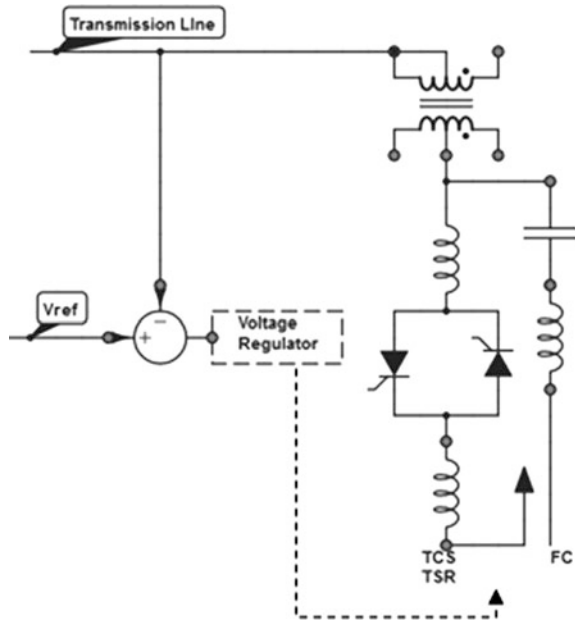 Transmission LIne
Vref
−
+
Voltage
Regulator
TCS
TSR
FC